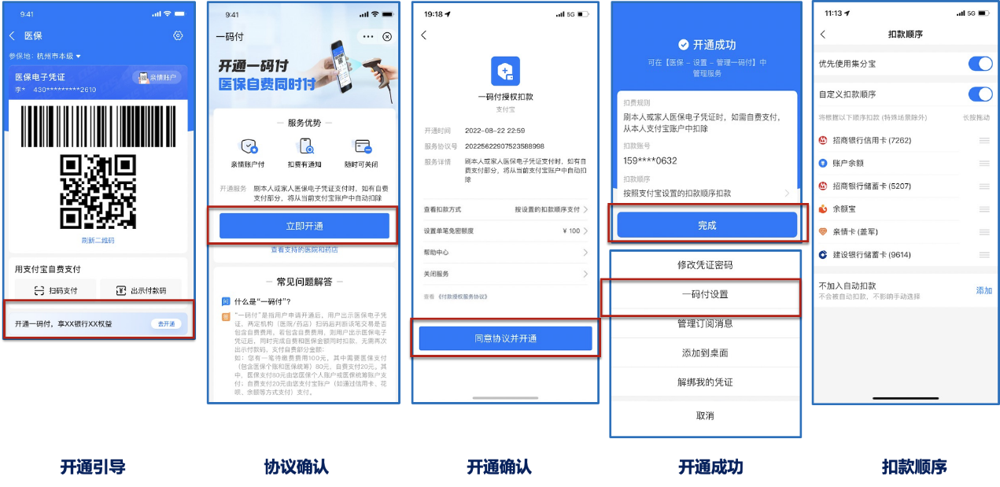 9:41
医保
参保地：杭州市本级
医保电子凭证
亲情账户
李* 430*********2610
刷新二维码
用支付宝自费支付
扫码支付
出示付款码
开通一码付，享XX银行XX权益
去开通
开通引导
9:41
一码付
开通一码付
医保自费同时付
服务优势
亲情账户付
扣费有通知
随时可关闭
开通服务 刷本人或家人医保电子凭证支付时，如有自费
支付部分，将从当前支付宝账户中自动扣除
立即开通
查看支持的医院和药店
常见问题解答
问 什么是“一码付”?
“一码付”是指用户申请开通后，用户出示医保电子凭
证，两定机构（医院/药店）扫码后判断该笔交易是否
包含自费费用，若包含自费费用，则用户出示医保电子
凭证后，同时完成自费和医保金额同时扣款，无需再次
出示付款码，支付自费部分金额；
如：您有一笔待缴费费用100元，其中需要医保支付
（包含医保个账和医保统筹）80元，自费支付20元。其
中，医保支付80元由您医保个人账户或医保统筹账户支
付；自费支付20元由您支付宝账户（如通过信用卡、花
呗、余额等方式支付）支付。
协议确认
19:18
5G
一码付授权扣款
支付宝
开通时间 2022-08-22 22:59
服务协议号 20225622907523588998
服务详情 刷本人或家人医保电子凭证支付时，如有自
费支付部分，将从当前支付宝账户中自动扣
除
查看扣款方式 按设置的扣款顺序支付
设置单笔免密额度 ¥ 100
帮助中心
关闭服务
查看 《付款授权服务协议》
同意协议并开通
开通确认
开通成功
可在【医保 - 设置 - 管理一码付】中
管理服务
扣费规则
刷本人或家人医保电子凭证时，如需自费支付，
从本人支付宝账户中扣除
扣款账号
159****0632
扣款顺序
按照支付宝设置的扣款顺序扣款
完成
修改凭证密码
一码付设置
管理订阅消息
添加到桌面
解绑我的凭证
取消
开通成功
11:13
5G
扣款顺序
优先使用集分宝
自定义扣款顺序
将根据以下顺序扣款 (特殊场景除外) 长按拖动
招商银行信用卡 (7262)
账户余额
招商银行储蓄卡 (5207)
余额宝
亲情卡 (盖军)
建设银行储蓄卡 (9614)
不加入自动扣款
不会被自动扣款，不影响手动选择
添加
扣款顺序